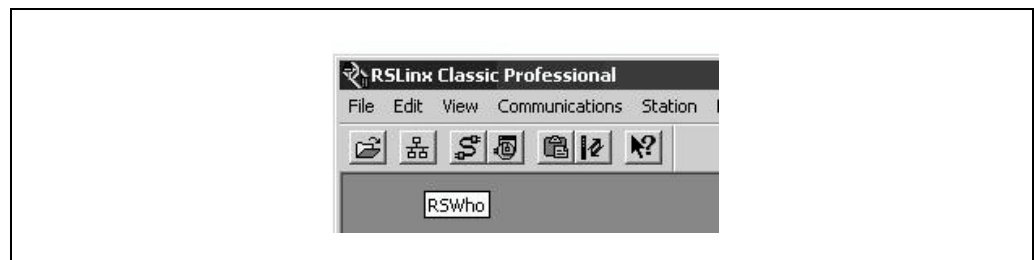 RSLinx Classic Professional
File Edit View Communications Station
RSWho